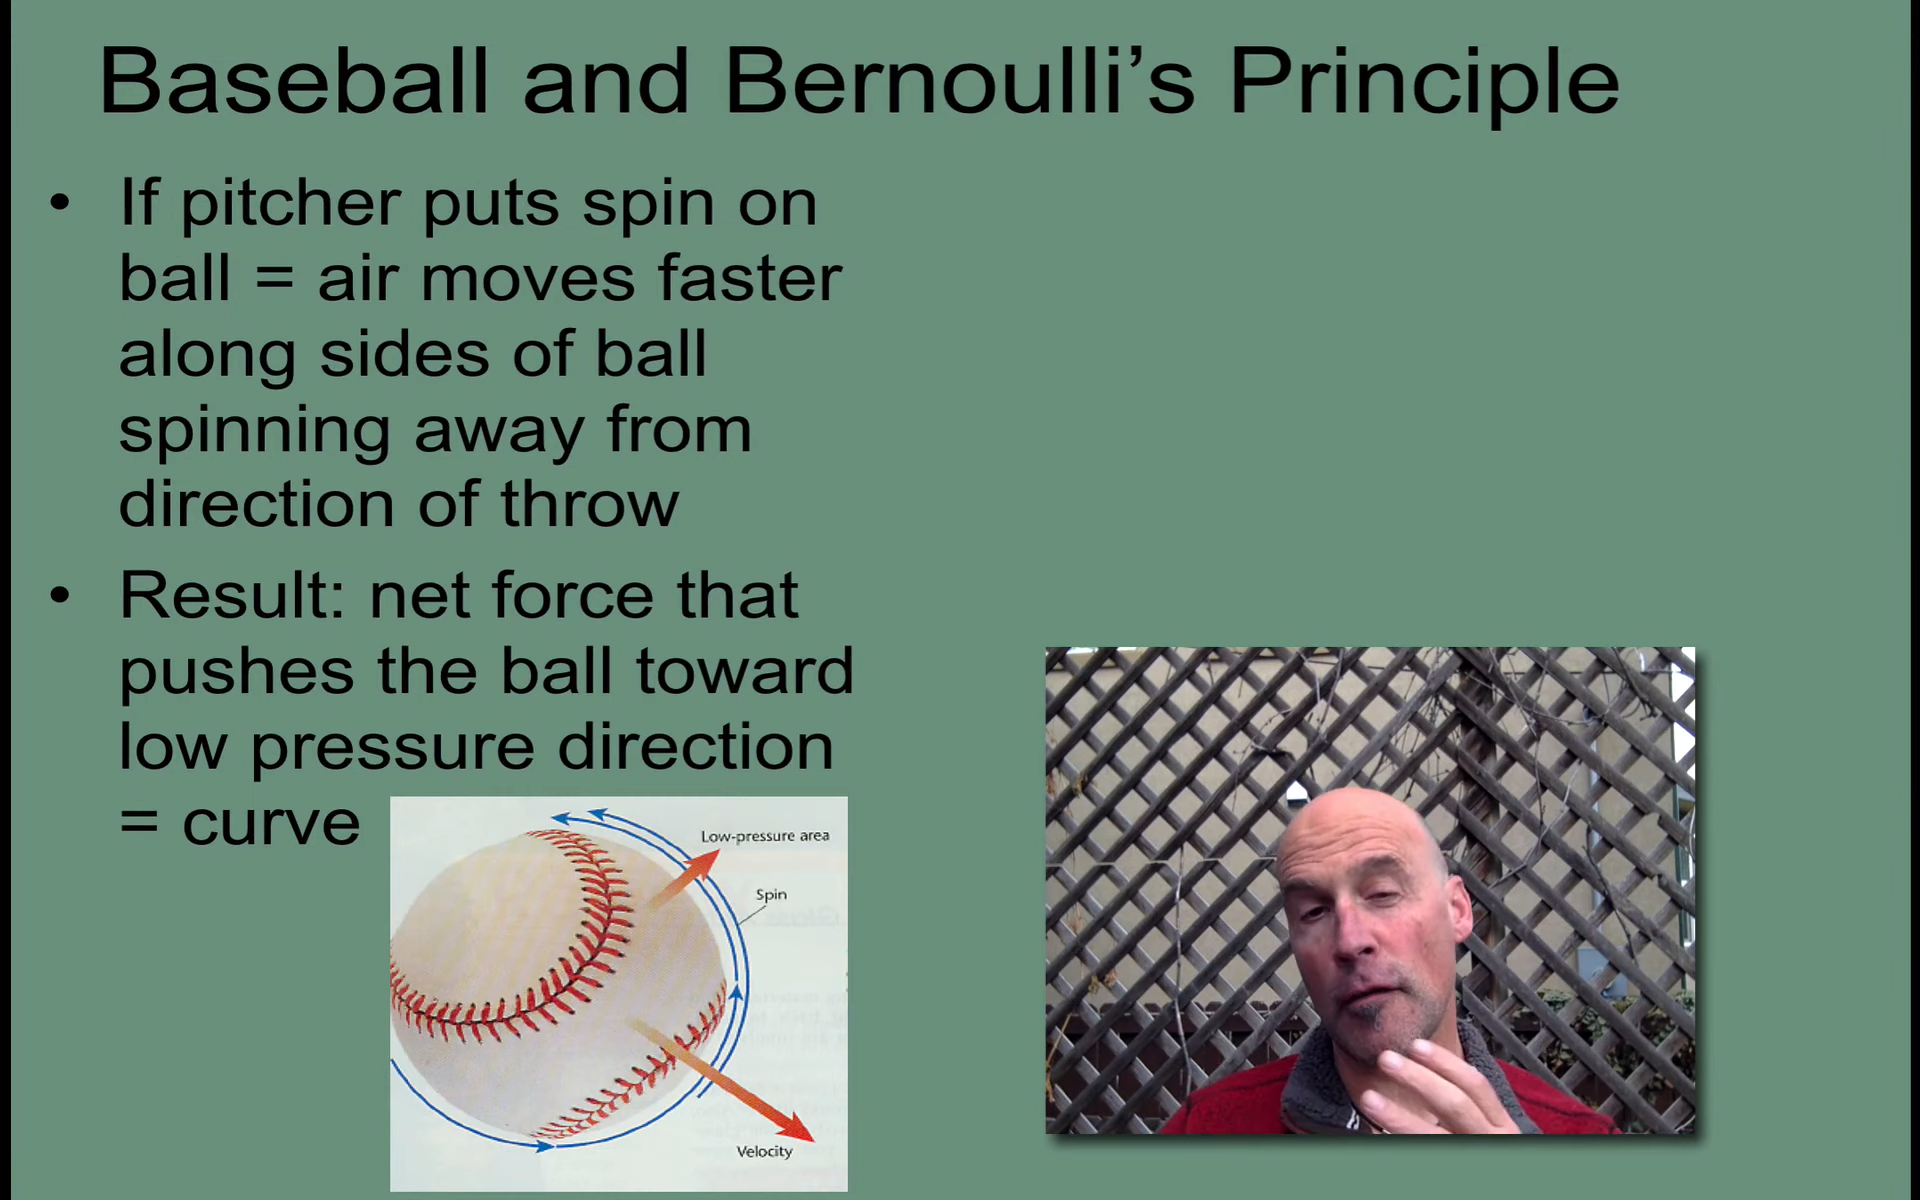 Baseball and Bernoulli’s Principle
• If pitcher puts spin on
ball = air moves faster
along sides of ball
spinning away from
direction of throw
• Result: net force that
pushes the ball toward
low pressure direction
= curve
Low-pressure area
Spin
Velocity